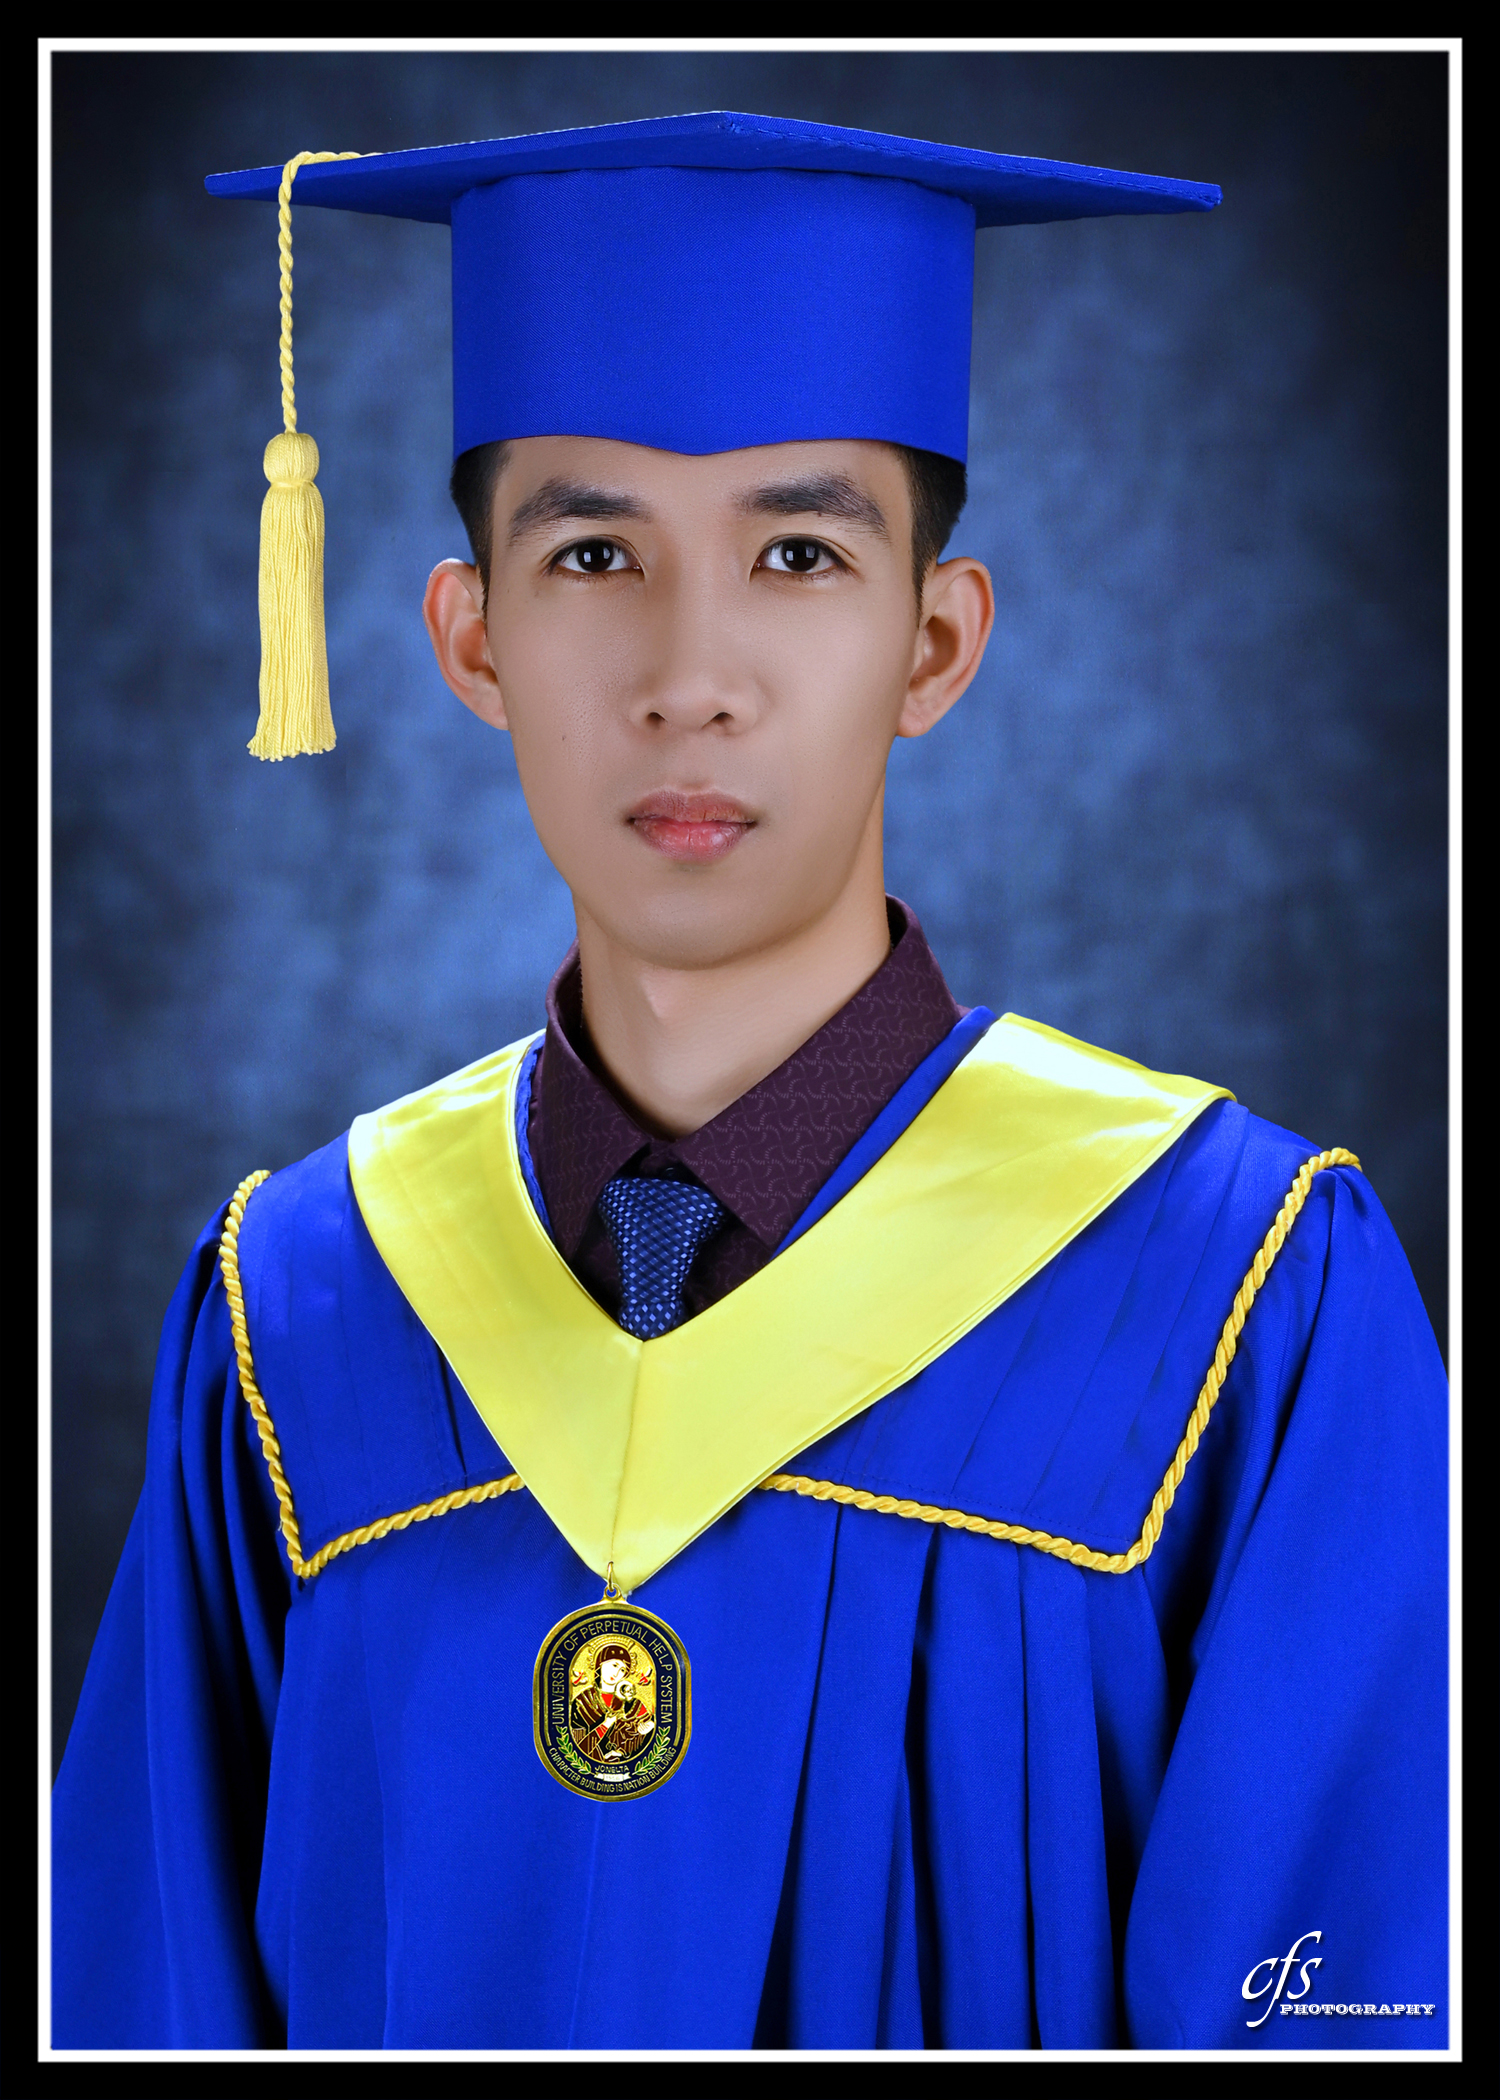 UNIVERSITY OF PERPETUAL HELP SYSTEM
JONELTA
CHARACTER BUILDING IS NATION BUILDING
cfs
PHOTOGRAPHY